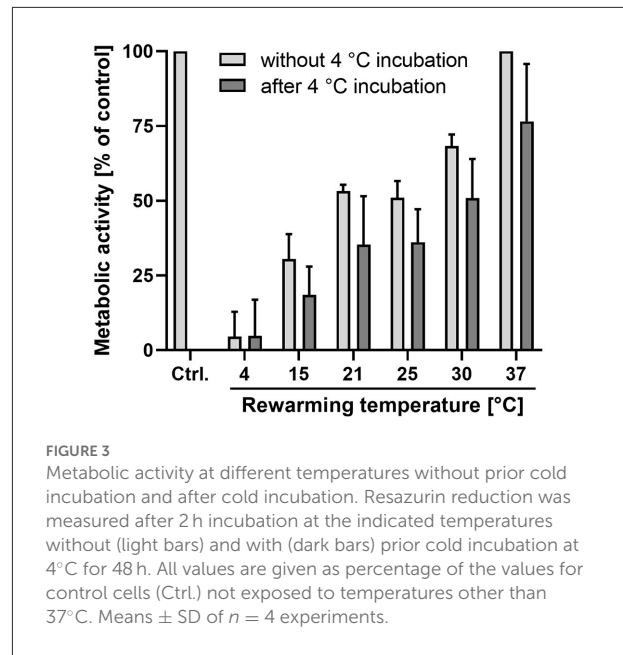 100
75
50
25
0
Metabolic activity [% of control]
without 4 °C incubation
after 4 °C incubation
Ctrl. 4 15 21 25 30 37
Rewarming temperature [°C]
FIGURE 3
Metabolic activity at different temperatures without prior cold
incubation and after cold incubation. Resazurin reduction was
measured after 2 h incubation at the indicated temperatures
without (light bars) and with (dark bars) prior cold incubation at
4°C for 48 h. All values are given as percentage of the values for
control cells (Ctrl.) not exposed to temperatures other than
37°C. Means ± SD of n = 4 experiments.